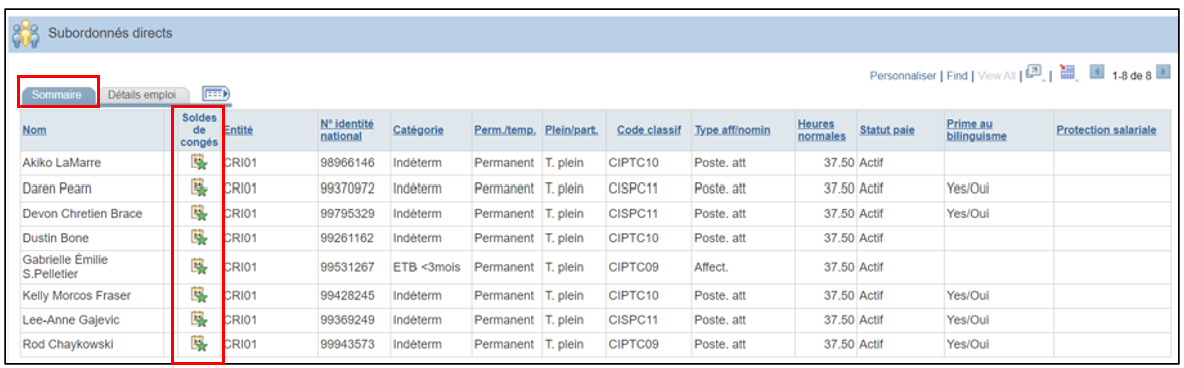 Subordonnés directs
Personnaliser | Find | View All | 1-8 de 8
Sommaire Détails emploi
Nom Soldes de congés Entité Nº identité national Catégorie Perm./temp. Plein/part. Code classif Type aff/nomin Heures normales Statut paie Prime au bilinguisme Protection salariale
Akiko LaMarre CRI01 98966146 Indéterm Permanent T. plein CIPTC10 Poste. att 37.50 Actif
Daren Pearn CRI01 99370972 Indéterm Permanent T. plein CISPC11 Poste. att 37.50 Actif Yes/Oui
Devon Chretien Brace CRI01 99795329 Indéterm Permanent T. plein CISPC11 Poste. att 37.50 Actif Yes/Oui
Dustin Bone CRI01 99261162 Indéterm Permanent T. plein CIPTC10 Poste. att 37.50 Actif
Gabrielle Émilie S.Pelletier CRI01 99531267 ETB <3mois Permanent T. plein CIPTC09 Affect. 37.50 Actif
Kelly Morcos Fraser CRI01 99428245 Indéterm Permanent T. plein CIPTC10 Poste. att 37.50 Actif Yes/Oui
Lee-Anne Gajevic CRI01 99369249 Indéterm Permanent T. plein CISPC11 Poste. att 37.50 Actif Yes/Oui
Rod Chaykowski CRI01 99943573 Indéterm Permanent T. plein CIPTC09 Poste. att 37.50 Actif Yes/Oui